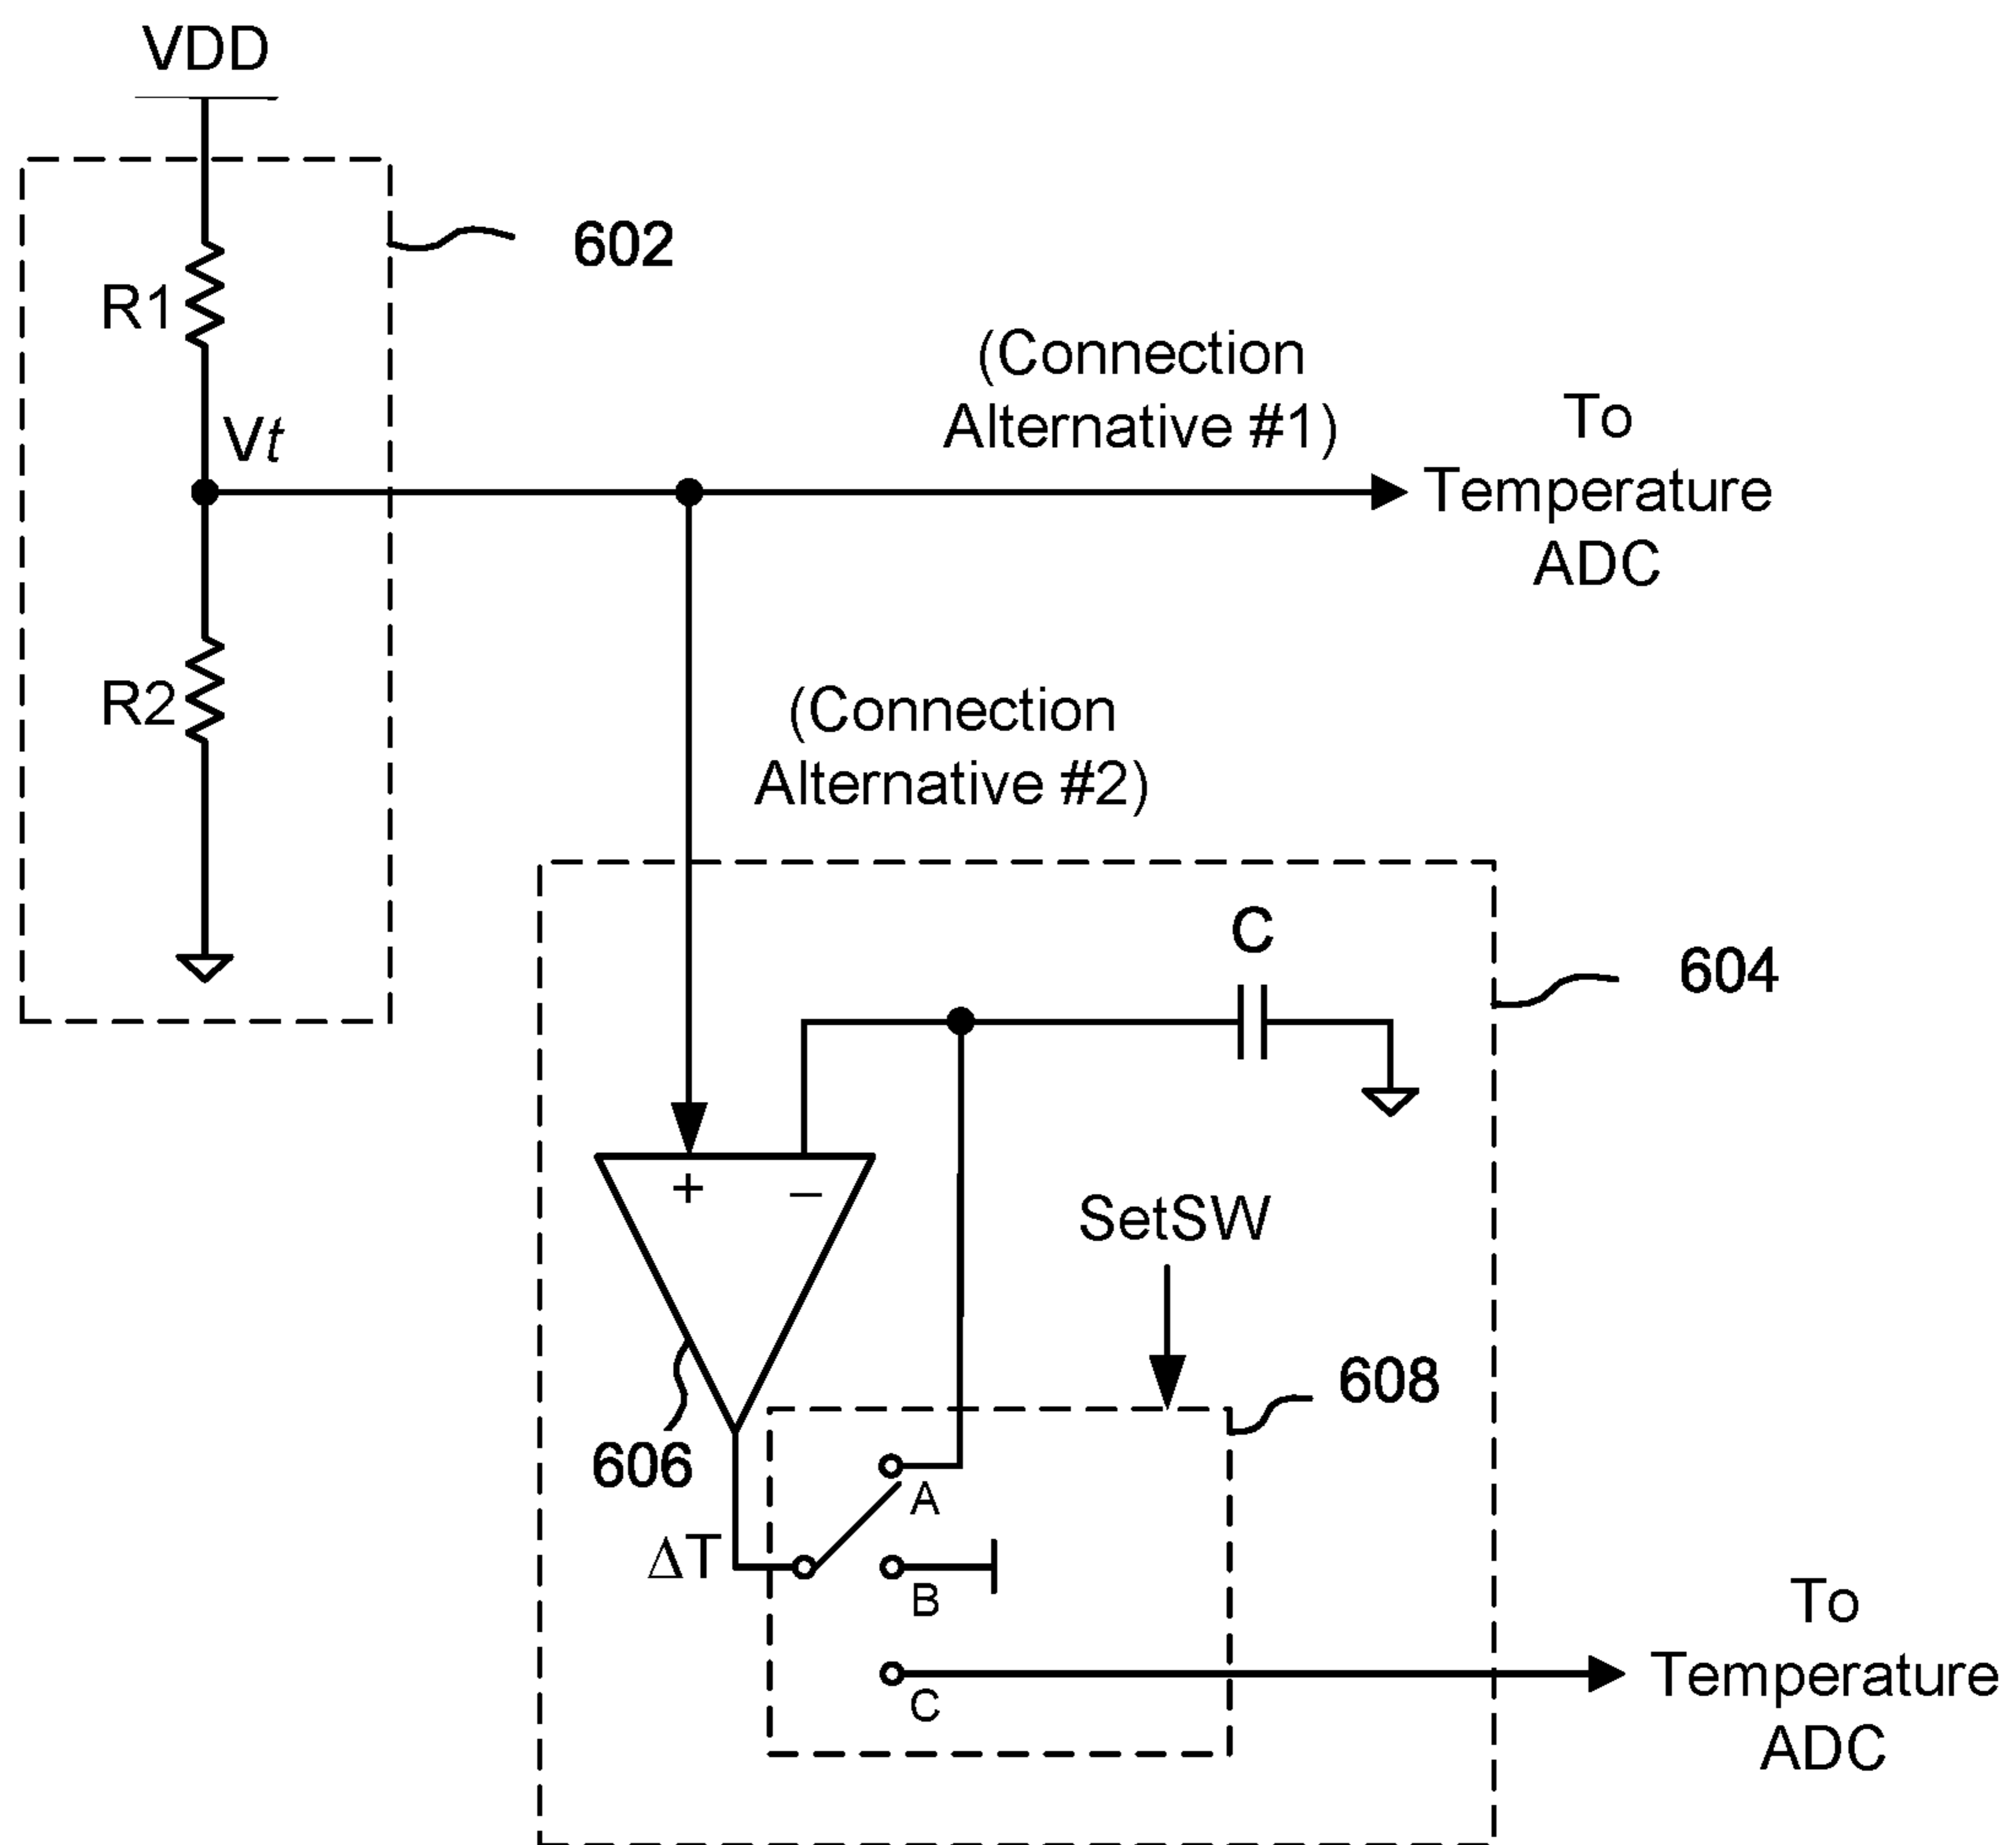 VDD
602
R1
(Connection
Alternative #1)
To
Temperature
ADC
Vt
R2
(Connection
Alternative #2)
C
604
+ –
SetSW
608
606
A
ΔT
B
C
To
Temperature
ADC